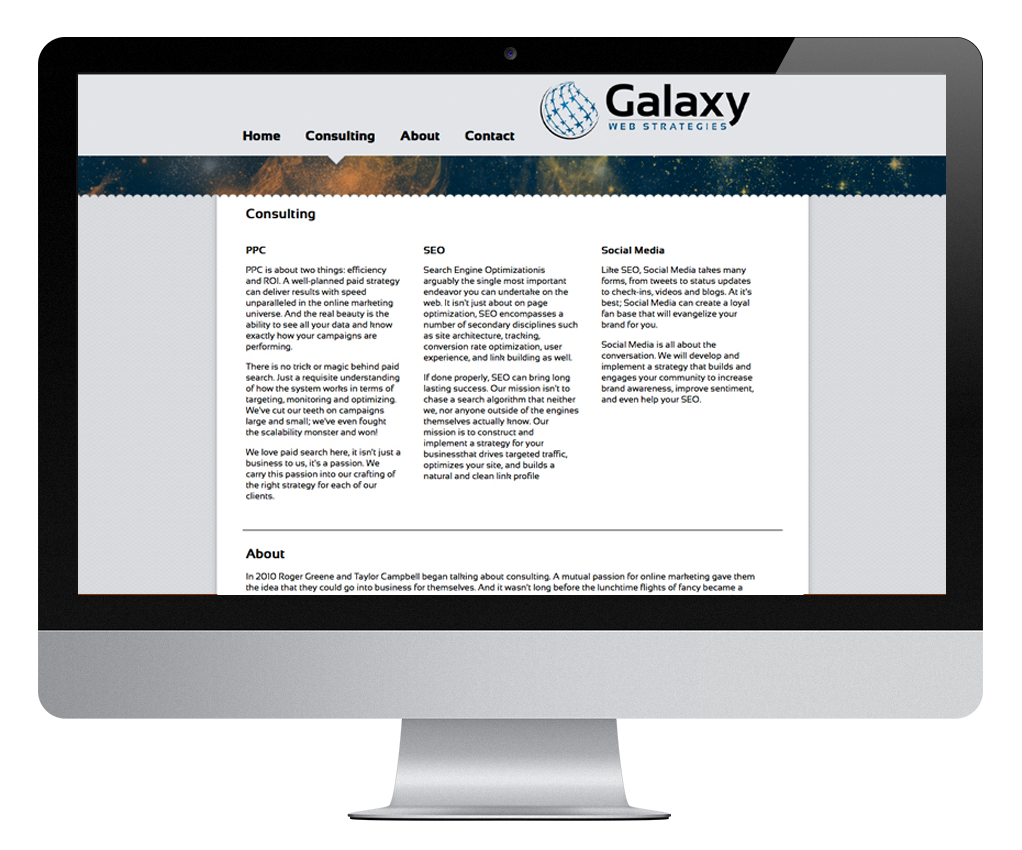 Galaxy
WEB STRATEGIES
Home Consulting About Contact
Consulting
PPC
PPC is about two things: efficiency
and ROI. A well-planned paid strategy
can deliver results with speed
unparalleled in the online marketing
universe. And the real beauty is the
ability to see all your data and know
exactly how your campaigns are
performing.
There is no trick or magic behind paid
search. Just a requisite understanding
of how the system works in terms of
targeting, monitoring and optimizing.
We've cut our teeth on campaigns
large and small; we've even fought
the scalability monster and won!
We love paid search here, it isn't just a
business to us, it's a passion. We
carry this passion into our crafting of
the right strategy for each of our
clients.
SEO
Search Engine Optimizationis
arguably the single most important
endeavor you can undertake on the
web. It isn't just about on page
optimization, SEO encompasses a
number of secondary disciplines such
as site architecture, tracking,
conversion rate optimization, user
experience, and link building as well.
If done properly, SEO can bring long
lasting success. Our mission isn't to
chase a search algorithm that neither
we, nor anyone outside of the engines
themselves actually know. Our
mission is to construct and
implement a strategy for your
businessthat drives targeted traffic,
optimizes your site, and builds a
natural and clean link profile
Social Media
Like SEO, Social Media takes many
forms, from tweets to status updates
to check-ins, videos and blogs. At it's
best; Social Media can create a loyal
fan base that will evangelize your
brand for you.
Social Media is all about the
conversation. We will develop and
implement a strategy that builds and
engages your community to increase
brand awareness, improve sentiment,
and even help your SEO.
About
In 2010 Roger Greene and Taylor Campbell began talking about consulting. A mutual passion for online marketing gave them
the idea that they could go into business for themselves. And it wasn't long before the lunchtime flights of fancy became a